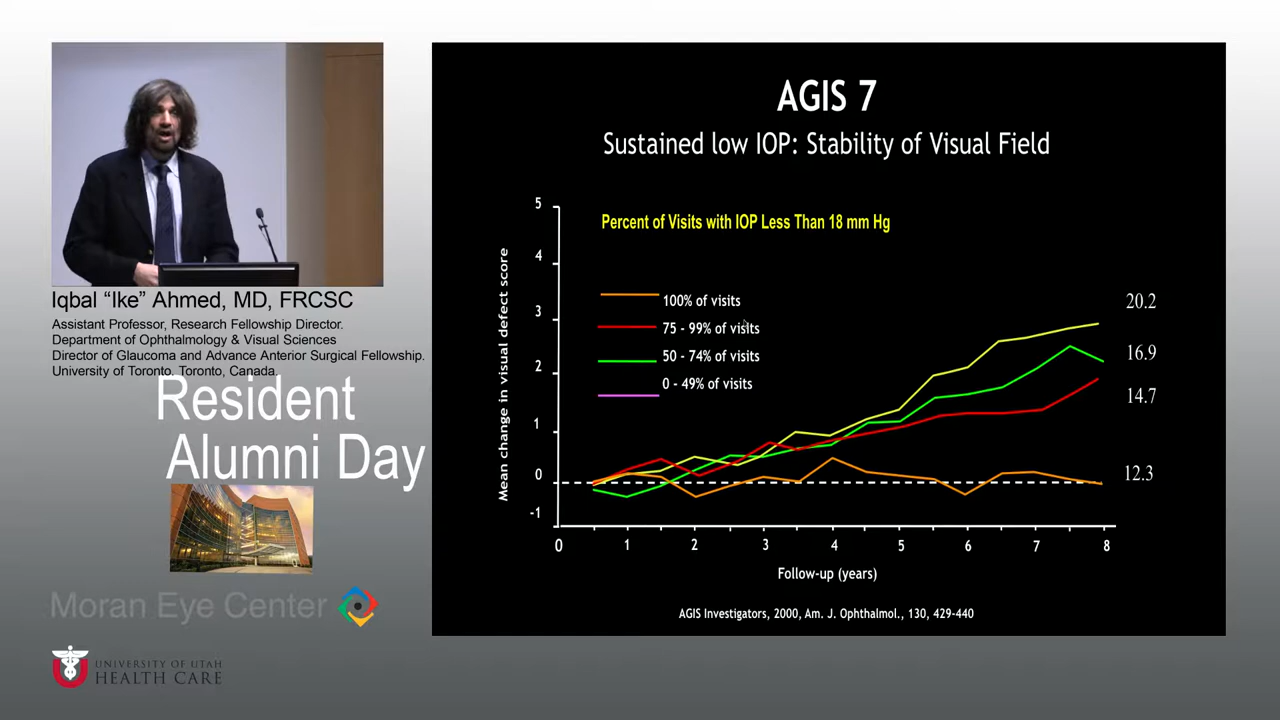 Iqbal “Ike” Ahmed, MD, FRCSC
Assistant Professor, Research Fellowship Director.
Department of Ophthalmology & Visual Sciences
Director of Glaucoma and Advance Anterior Surgical Fellowship.
University of Toronto, Toronto, Canada.
Resident
Alumni Day
Moran Eye Center
UNIVERSITY OF UTAH
HEALTH CARE
AGIS 7
Sustained low IOP: Stability of Visual Field
Percent of Visits with IOP Less Than 18 mm Hg
Mean change in visual defect score
5
4
3
2
1
0
-1
100% of visits
75 - 99% of visits
50 - 74% of visits
0 - 49% of visits
20.2
16.9
14.7
12.3
0 1 2 3 4 5 6 7 8
Follow-up (years)
AGIS Investigators, 2000, Am. J. Ophthalmol., 130, 429-440